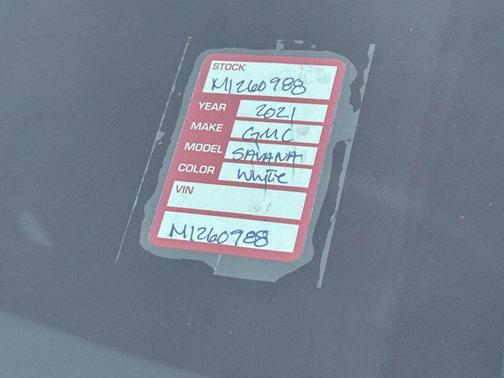 STOCK
M1260988
YEAR 2021
MAKE GMC
MODEL SAVANA
COLOR White
VIN
M1260988